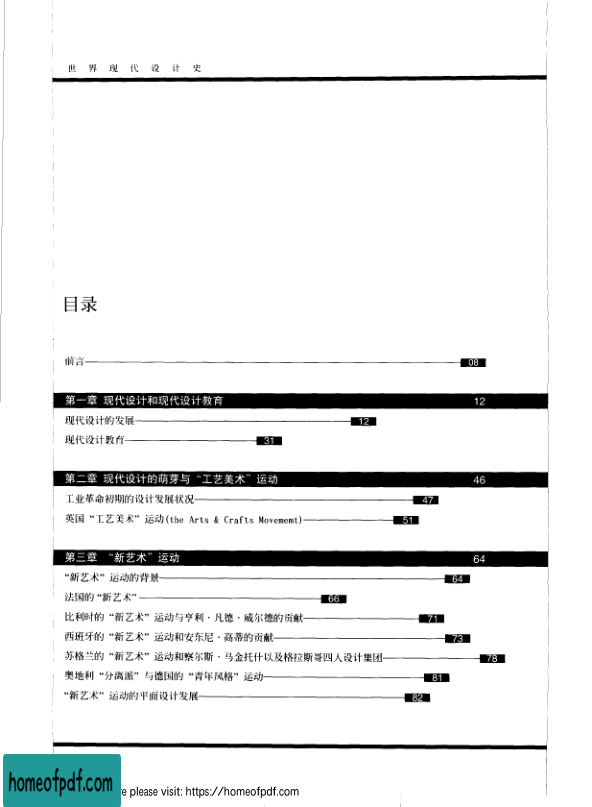 世界现代设计史
目录
前言 08
第一章 现代设计和现代设计教育 12
现代设计的发展 12
现代设计教育 31
第二章 现代设计的萌芽与“工艺美术”运动 46
工业革命初期的设计发展状况 47
英国“工艺美术”运动(the Arts & Crafts Movememt) 51
第三章 “新艺术”运动 64
“新艺术”运动的背景 64
法国的“新艺术” 66
比利时的“新艺术”运动与亨利·凡德·威尔德的贡献 71
西班牙的“新艺术”运动和安东尼·高蒂的贡献 73
苏格兰的“新艺术”运动和察尔斯·马金托什以及格拉斯哥四人设计集团 78
奥地利“分离派”与德国的“青年风格”运动 81
“新艺术”运动的平面设计发展 82
homeofpdf.com
please visit: https://homeofpdf.com